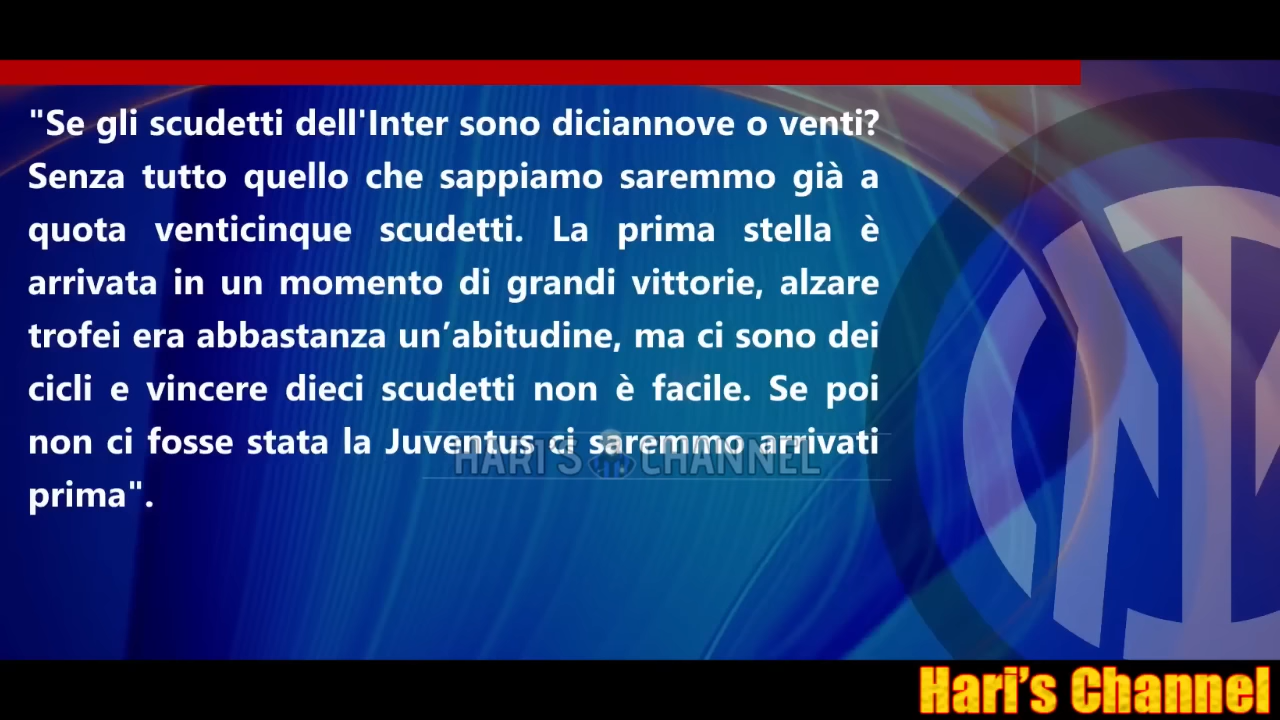 "Se gli scudetti dell'Inter sono diciannove o venti?
Senza tutto quello che sappiamo saremmo già a
quota venticinque scudetti. La prima stella è
arrivata in un momento di grandi vittorie, alzare
trofei era abbastanza un’abitudine, ma ci sono dei
cicli e vincere dieci scudetti non è facile. Se poi
non ci fosse stata la Juventus ci saremmo arrivati
HARI'S CHANNEL
prima".
Hari’s Channel